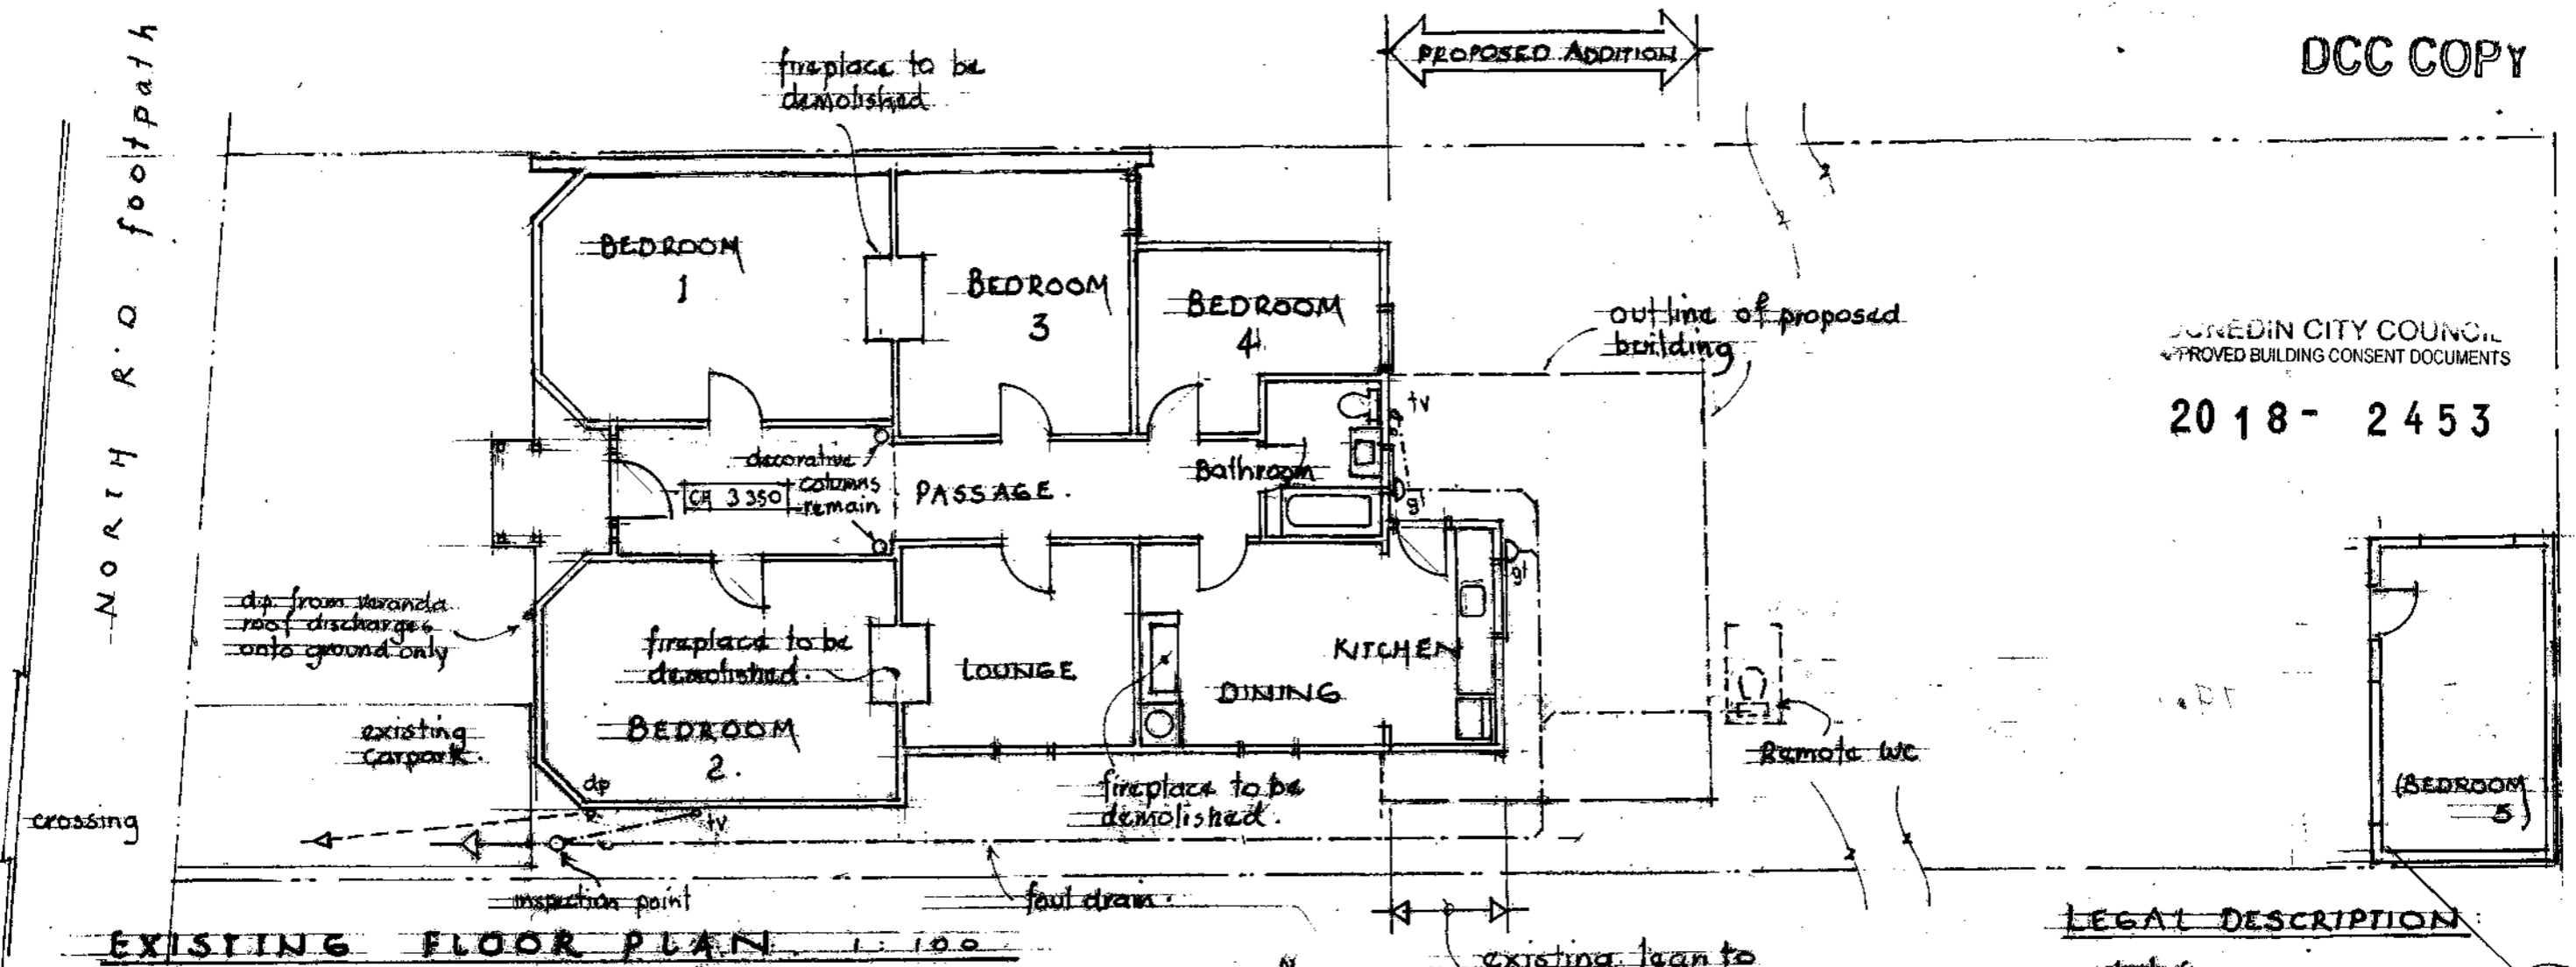 NORTH RD footpath
fireplace to be
demolished
PROPOSED ADDITION
DCC COPY
BEDROOM
1
BEDROOM
3
BEDROOM
4
outline of proposed
building
CITY COUNCIL
BUILDING CONSENT DOCUMENTS
2018- 2453
decorative
columns
remain
CH 3350
PASSAGE.
Bathroom
tv
gt
gt
dp from veranda
roof discharges
onto ground only
fireplace to be
demolished.
LOUNGE
KITCHEN
DINING
BEDROOM
2.
existing
carpark.
Remote WC
(BEDROOM
5)
dp
tv
fireplace to be
demolished.
crossing
inspection point
foul drain.
LEGAL DESCRIPTION
EXISTING FLOOR PLAN 1:100
existing lean to